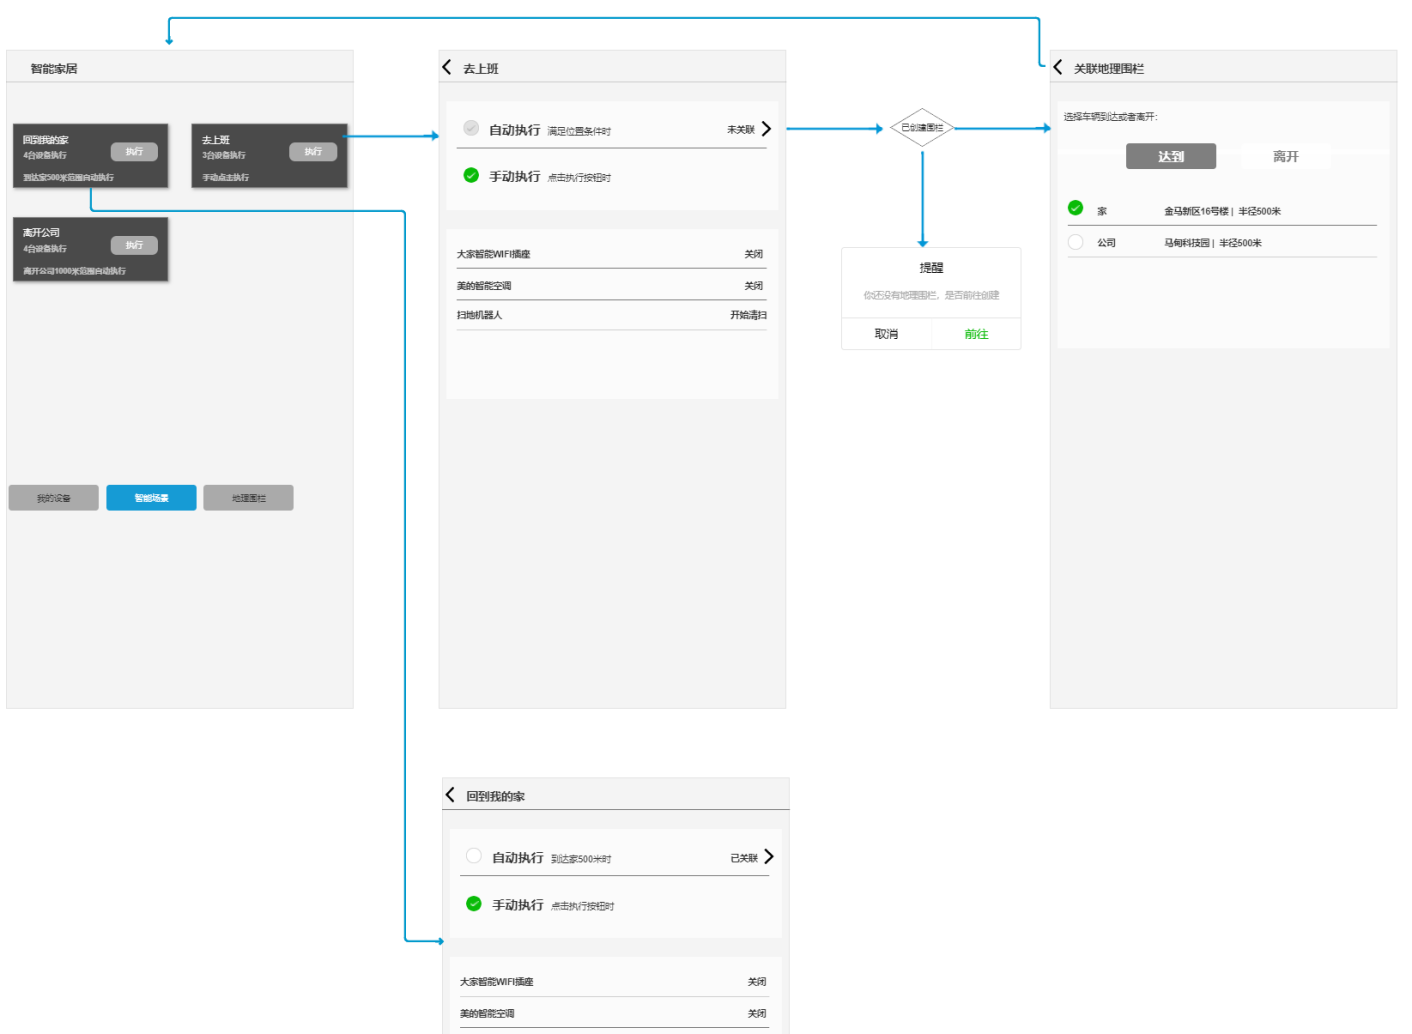 智能家居
回到我的家
4台设备执行
执行
到达家500米范围自动执行
去上班
3台设备执行
执行
手动点击执行
离开公司
4台设备执行
执行
离开公司1000米范围自动执行
我的设备
智能场景
地理围栏
去上班
自动执行 满足位置条件时 未关联
手动执行 点击执行按钮时
大家智能WIFI插座 关闭
美的智能空调 关闭
扫地机器人 开始清扫
已创建围栏
提醒
你还没有地理围栏，是否前往创建
取消 前往
关联地理围栏
选择车辆到达或者离开:
达到 离开
家 金马新区16号楼 | 半径500米
公司 马甸科技园 | 半径500米
回到我的家
自动执行 到达家500米时 已关联
手动执行 点击执行按钮时
大家智能WIFI插座 关闭
美的智能空调 关闭